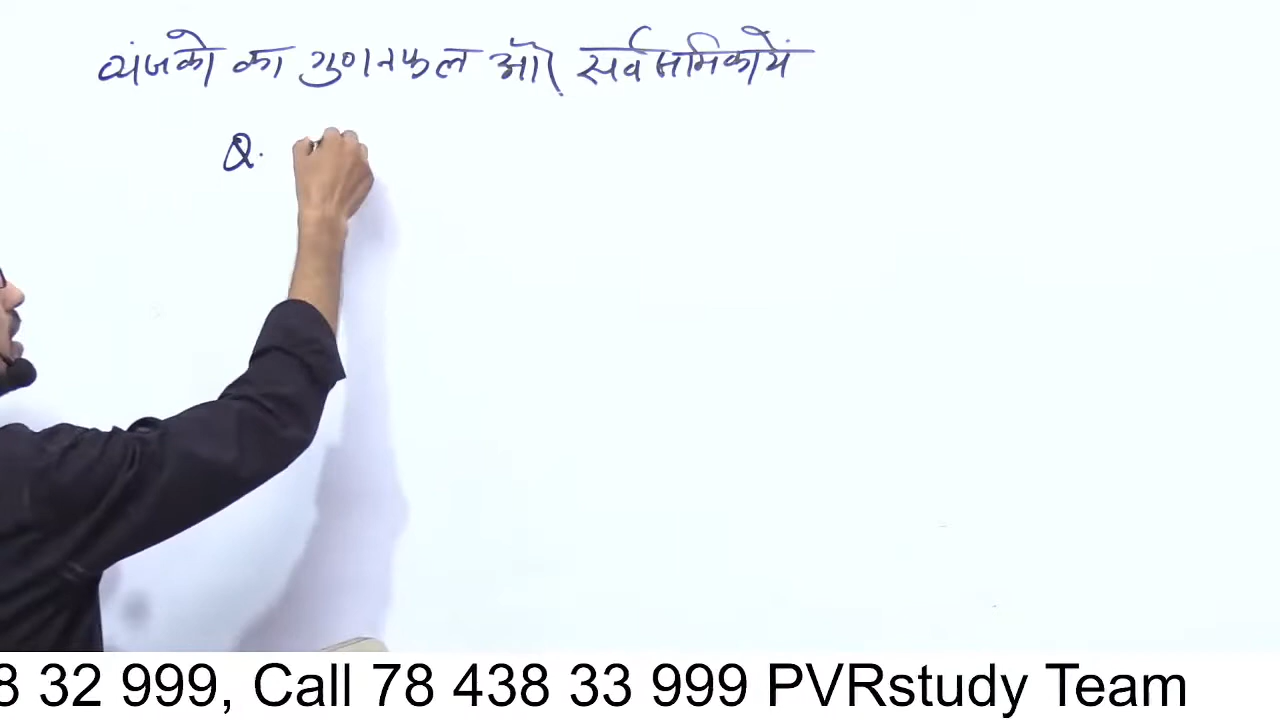 व्यंजको का गुणनफल और सर्वसमिकायें
Q.
8 32 999, Call 78 438 33 999 PVRstudy Team